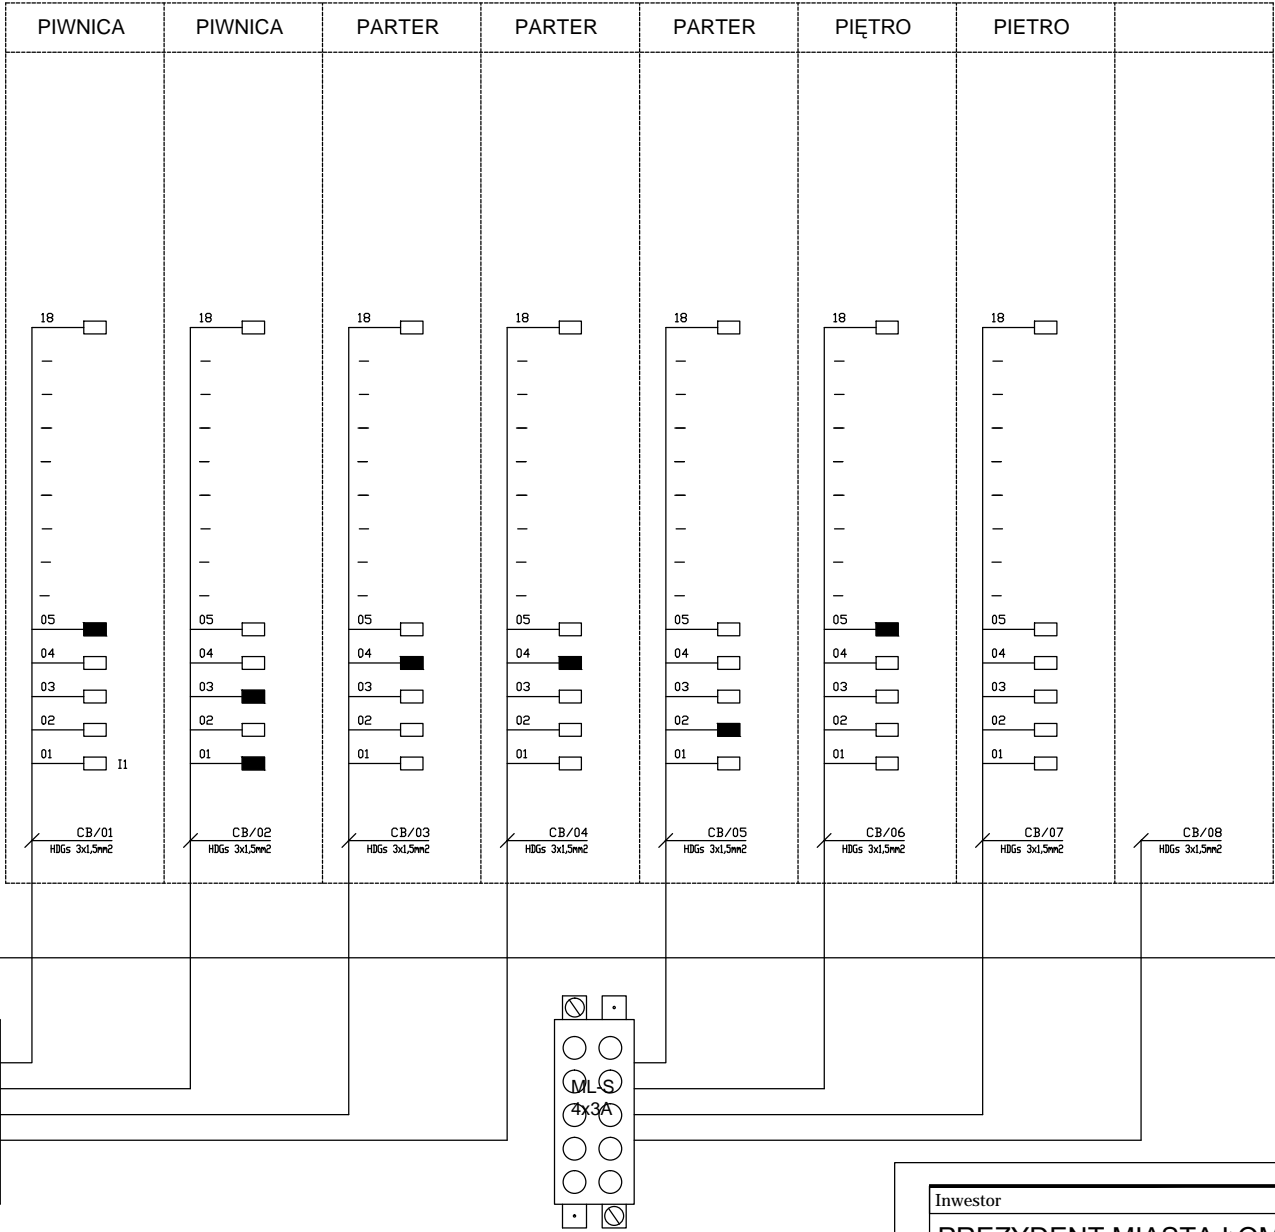 PIWNICA PIWNICA PARTER PARTER PARTER PIĘTRO PIETRO
18 18 18 18 18 18 18
05 05 05 05 05 05 05
04 04 04 04 04 04 04
03 03 03 03 03 03 03
02 02 02 02 02 02 02
01 I1 01 01 01 01 01 01
CB/01 CB/02 CB/03 CB/04 CB/05 CB/06 CB/07 CB/08
HDGs 3x1,5mm2 HDGs 3x1,5mm2 HDGs 3x1,5mm2 HDGs 3x1,5mm2 HDGs 3x1,5mm2 HDGs 3x1,5mm2 HDGs 3x1,5mm2 HDGs 3x1,5mm2
ML-S
4x3A
Inwestor
PREZYDENT MIASTA